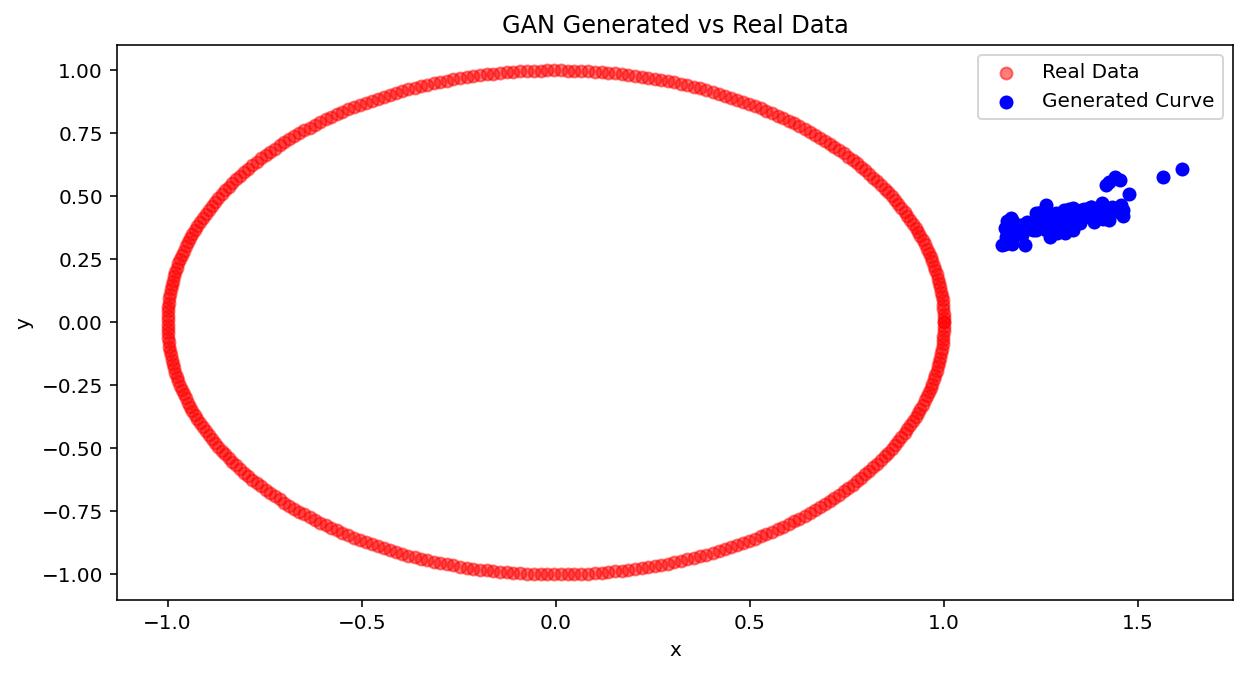 GAN Generated vs Real Data
Real Data
Generated Curve
1.00
0.75
0.50
0.25
0.00
−0.25
−0.50
−0.75
−1.00
y
−1.0 −0.5 0.0 0.5 1.0 1.5
x